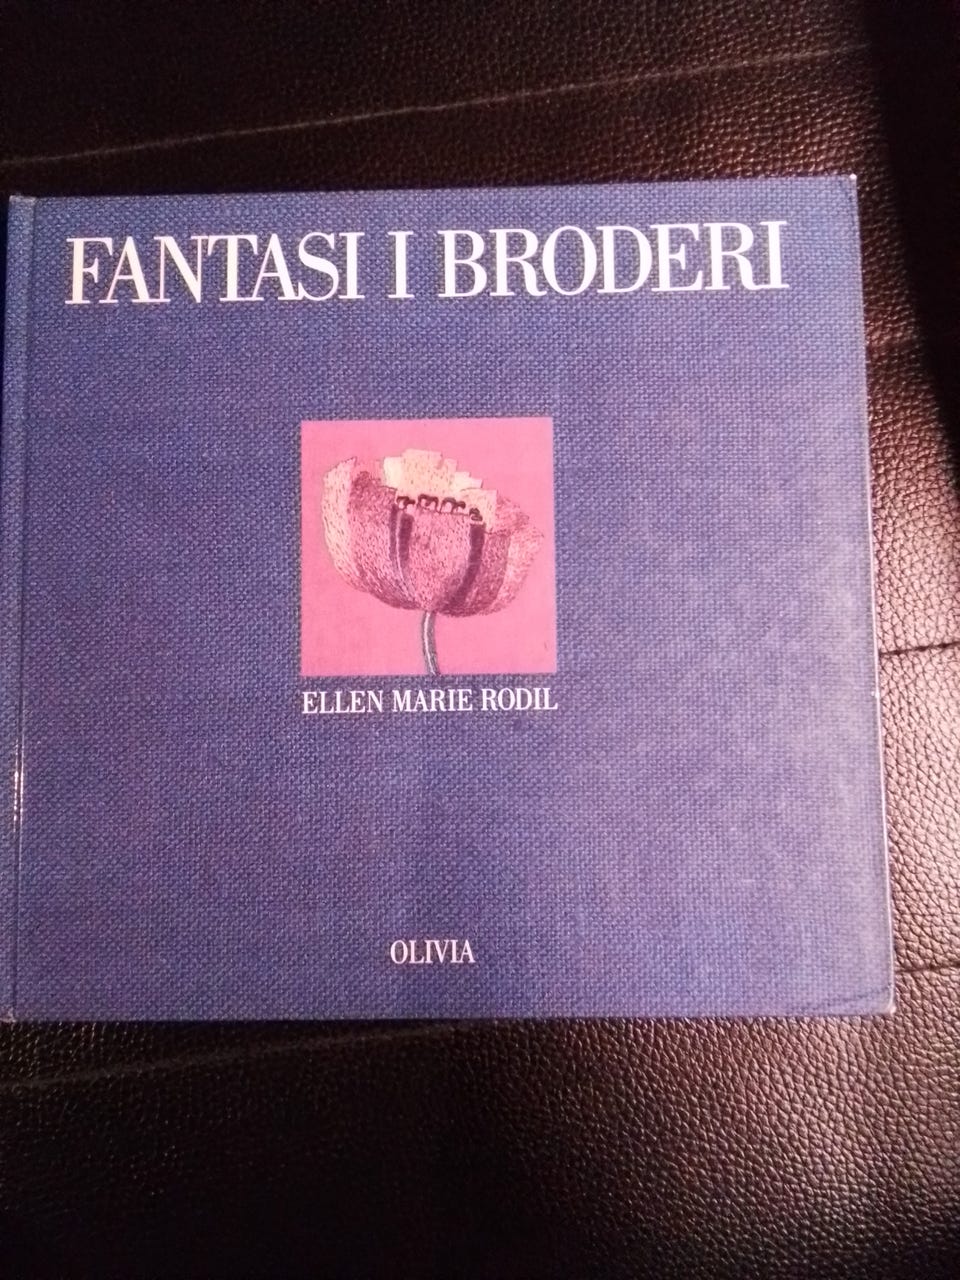 FANTASI I BRODERI
ELLEN MARIE RODIL
OLIVIA